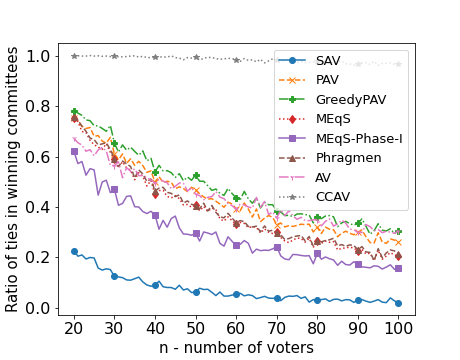 Ratio of ties in winning committees
1.0
0.8
0.6
0.4
0.2
0.0
SAV
PAV
GreedyPAV
MEqS
MEqS-Phase-I
Phragmen
AV
CCAV
20 30 40 50 60 70 80 90 100
n - number of voters